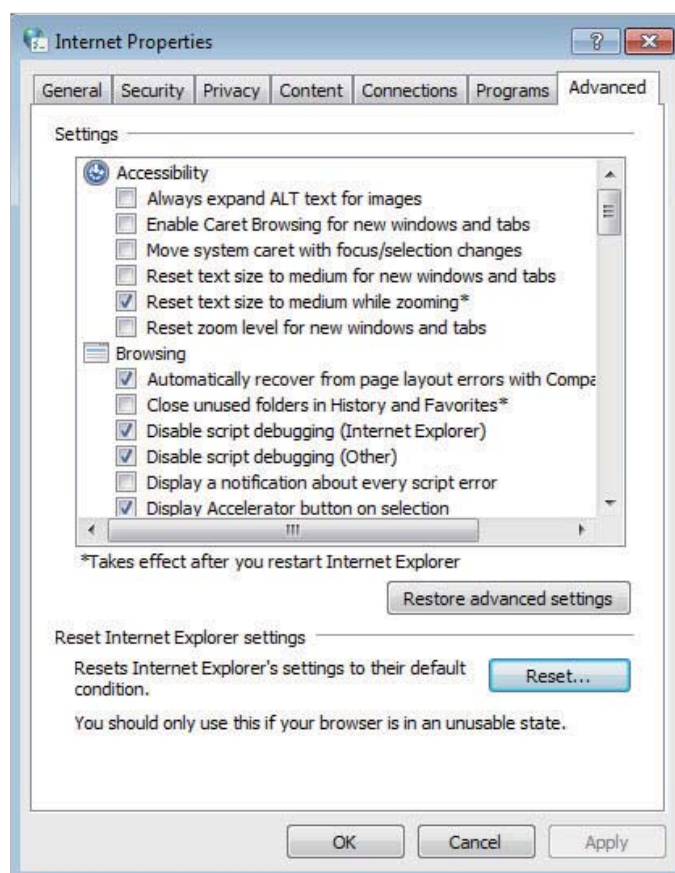 Internet Properties
General Security Privacy Content Connections Programs Advanced
Settings
Accessibility
Always expand ALT text for images
Enable Caret Browsing for new windows and tabs
Move system caret with focus/selection changes
Reset text size to medium for new windows and tabs
Reset text size to medium while zooming*
Reset zoom level for new windows and tabs
Browsing
Automatically recover from page layout errors with Compa
Close unused folders in History and Favorites*
Disable script debugging (Internet Explorer)
Disable script debugging (Other)
Display a notification about every script error
Display Accelerator button on selection
*Takes effect after you restart Internet Explorer
Restore advanced settings
Reset Internet Explorer settings
Resets Internet Explorer's settings to their default
condition.
Reset...
You should only use this if your browser is in an unusable state.
OK Cancel Apply